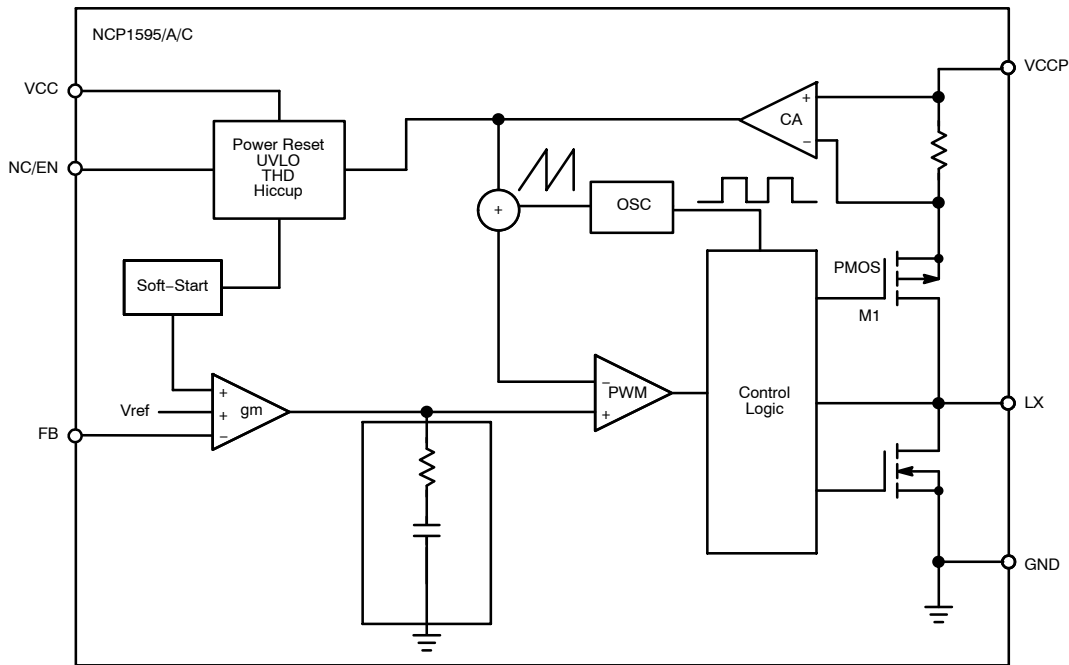 NCP1595/A/C
VCC
VCCP
NC/EN
Power Reset
UVLO
THD
Hiccup
+
CA
−
+
OSC
Soft−Start
PMOS
M1
+
Vref
+
gm
FB
−
−
PWM
+
Control
Logic
LX
GND